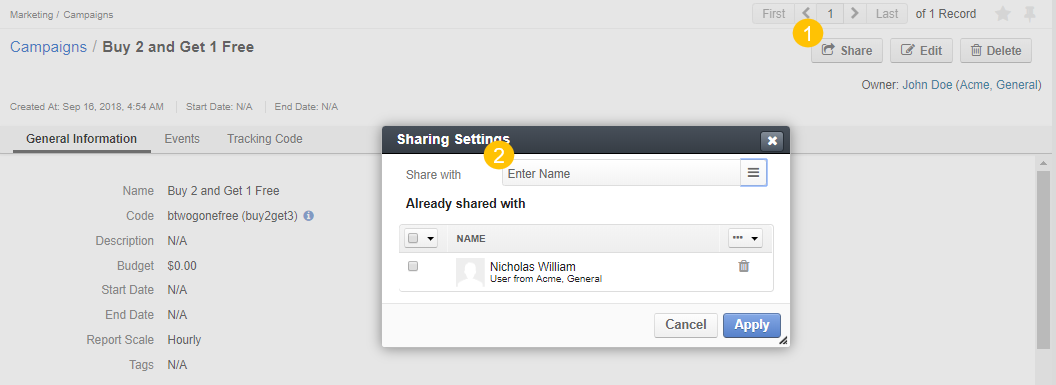 Marketing / Campaigns
First 1 Last of 1 Record
Campaigns / Buy 2 and Get 1 Free
1
Share Edit Delete
Owner: John Doe (Acme, General)
Created At: Sep 16, 2018, 4:54 AM Start Date: N/A End Date: N/A
General Information Events Tracking Code
Sharing Settings
2
Share with Enter Name
Already shared with
NAME
Nicholas William
User from Acme, General
Cancel Apply
Name Buy 2 and Get 1 Free
Code btwogonefree (buy2get3)
Description N/A
Budget $0.00
Start Date N/A
End Date N/A
Report Scale Hourly
Tags N/A